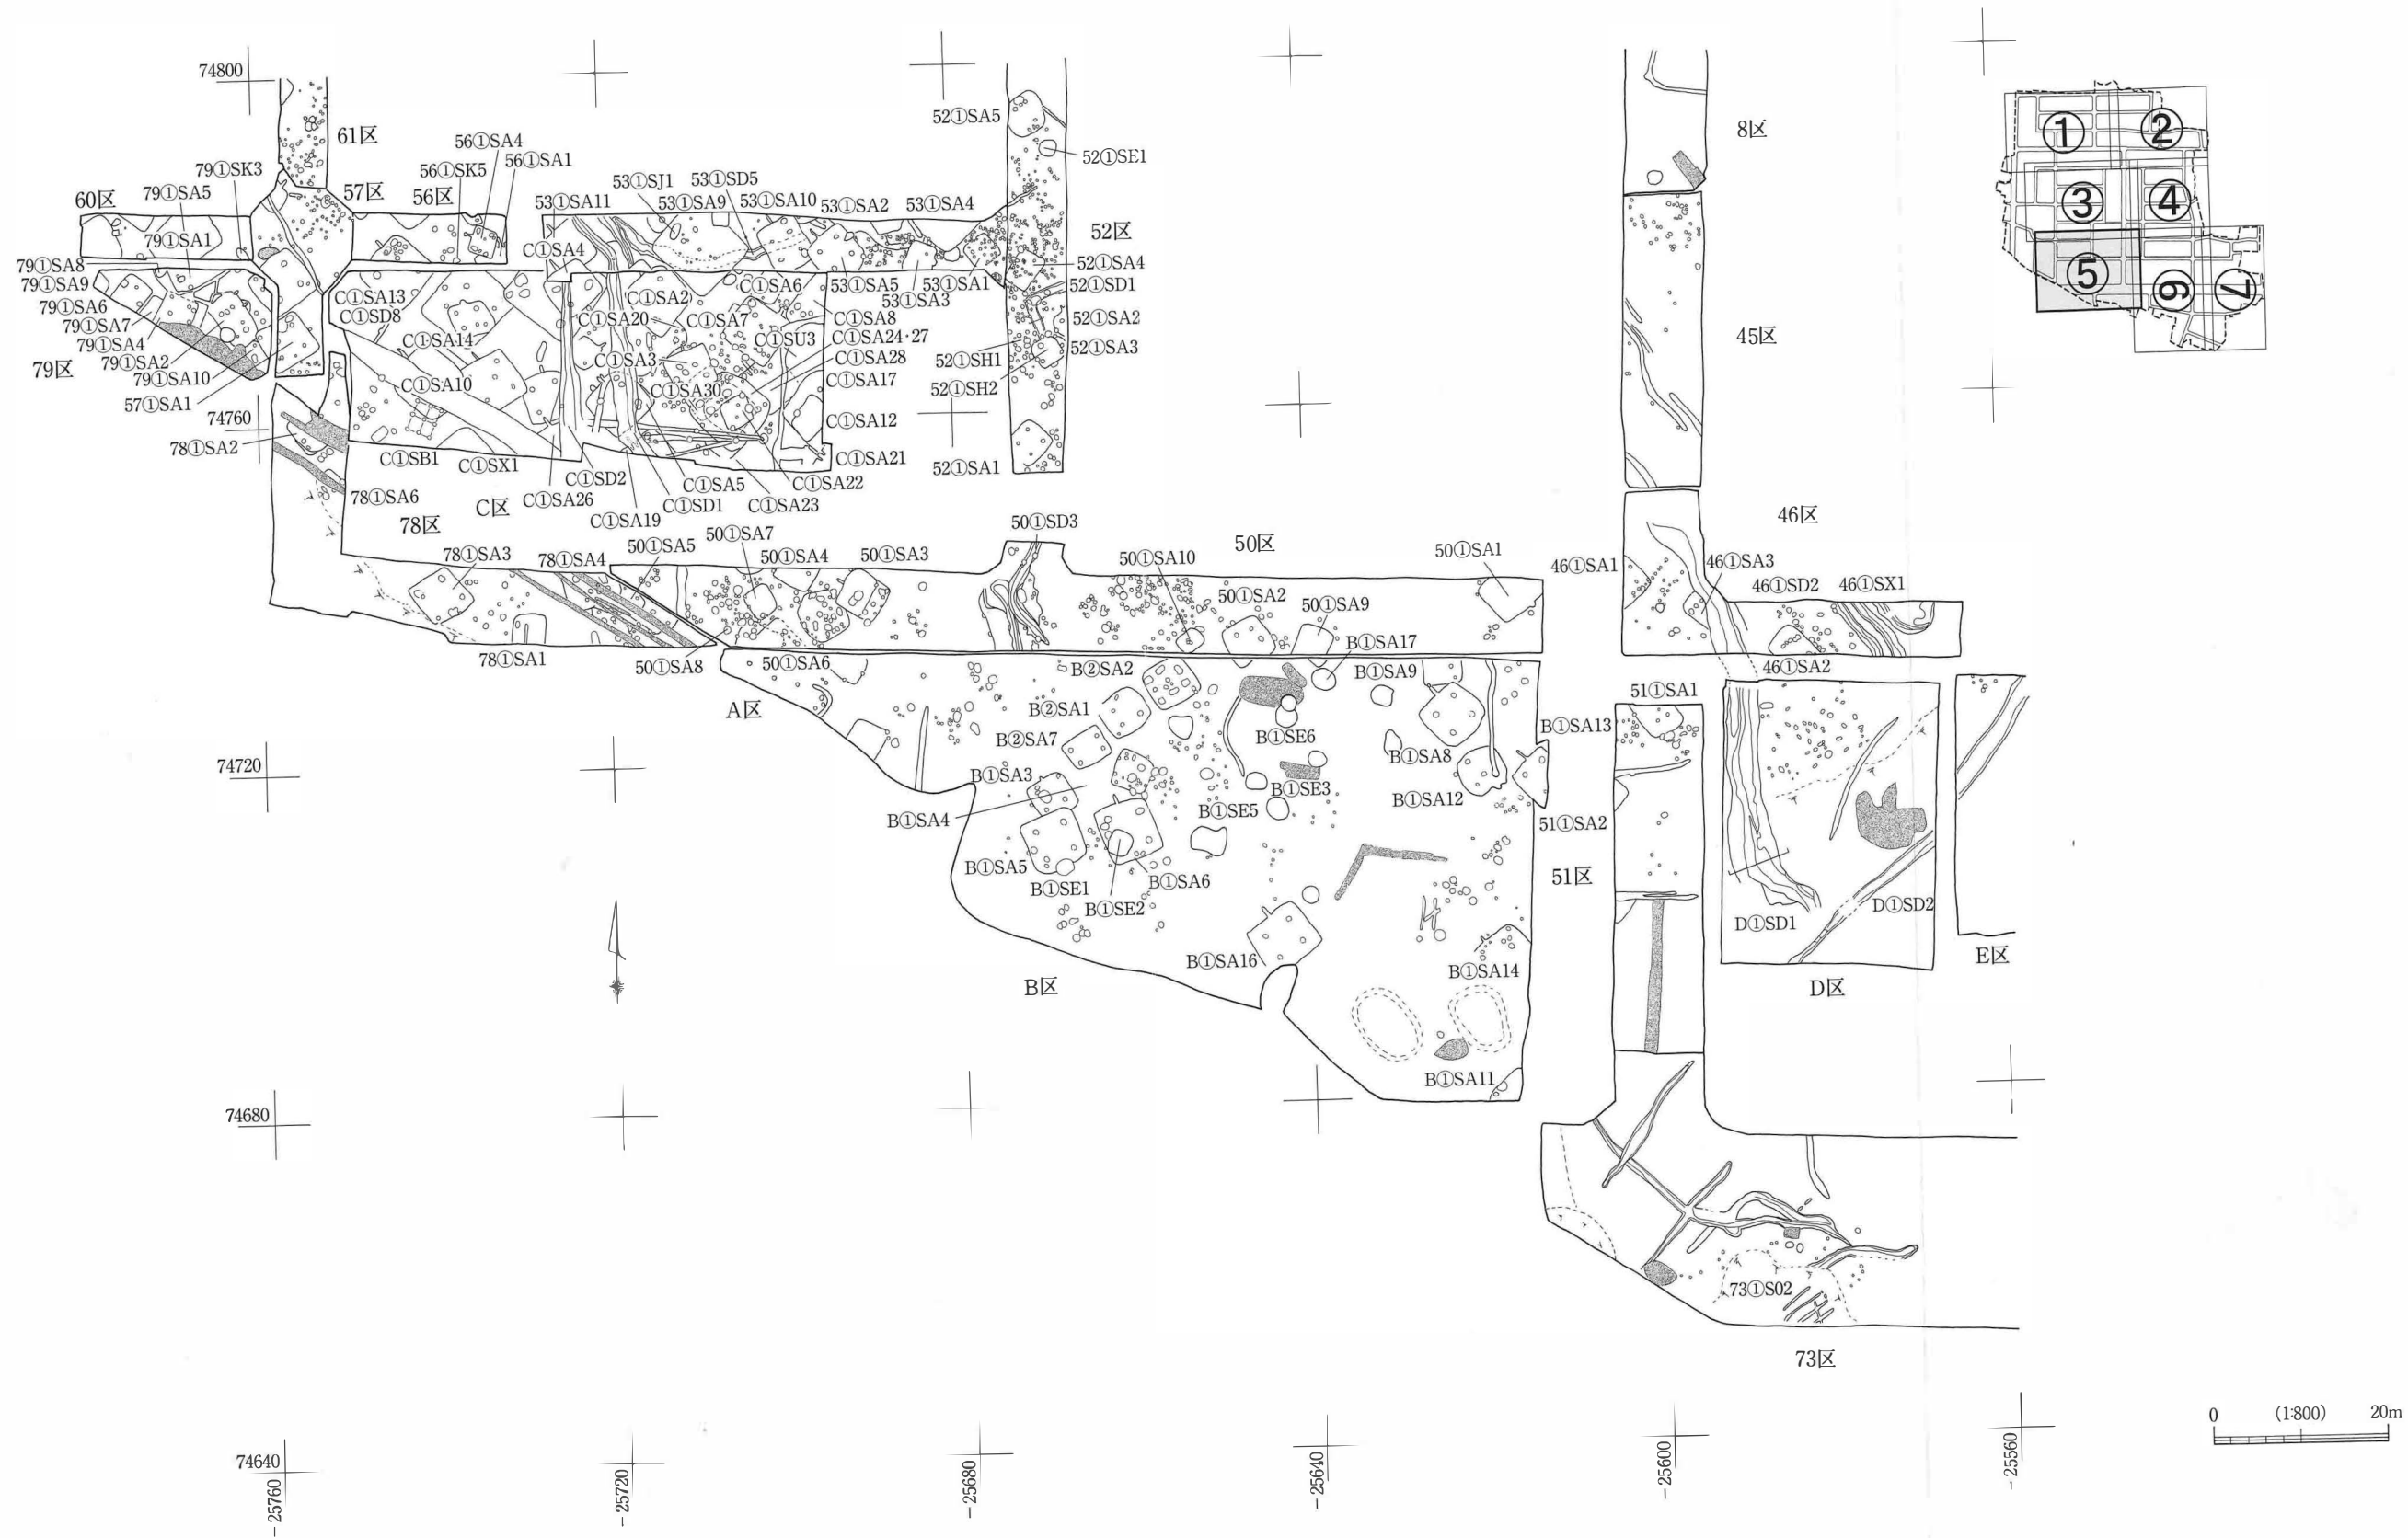 74800
61区
79①SK3
60区
79①SA5
79①SA1
57区
56区
56①SK5
56①SA4
56①SA1
53①SA11
53①SJ1
53①SD5
53①SA9
53①SA10
53①SA2
53①SA4
C①SA4
52①SA5
52①SE1
52区
52①SA4
52①SD1
52①SA2
52①SA3
52①SH1
52①SH2
52①SA1
53①SA5
53①SA3
53①SA1
79①SA8
79①SA9
79①SA6
79①SA7
79①SA4
79①SA2
79①SA10
79区
57①SA1
74760
78①SA2
C①SA13
C①SD8
C①SA14
C①SA10
C①SA2
C①SA20
C①SA7
C①SA6
C①SA3
C①SA30
C①SU3
C①SA8
C①SA24・27
C①SA28
C①SA17
C①SA12
C①SA21
C①SA22
C①SB1
C①SX1
C①SD2
C①SA26
C①SA5
C①SD1
C①SA23
C①SA19
78①SA6
C区
78区
8区
45区
①
②
③
④
⑤
⑥
⑦
78①SA3
78①SA4
50①SA5
50①SA7
50①SA4
50①SA3
50①SD3
50①SA10
50区
50①SA2
50①SA9
50①SA1
46区
46①SA1
46①SA3
46①SD2
46①SX1
46①SA2
78①SA1
50①SA8
50①SA6
A区
B②SA2
B①SA17
B①SA9
B②SA1
B②SA7
B①SE6
B①SA8
B①SA13
51①SA1
74720
B①SA3
B①SE3
B①SA12
B①SE5
B①SA4
51①SA2
B①SA5
B①SE1
B①SA6
B①SE2
51区
D①SD1
D①SD2
B①SA16
B①SA14
B区
D区
E区
B①SA11
74680
73①S02
73区
74640
-25760
-25720
-25680
-25640
-25600
-25560
0 (1:800) 20m